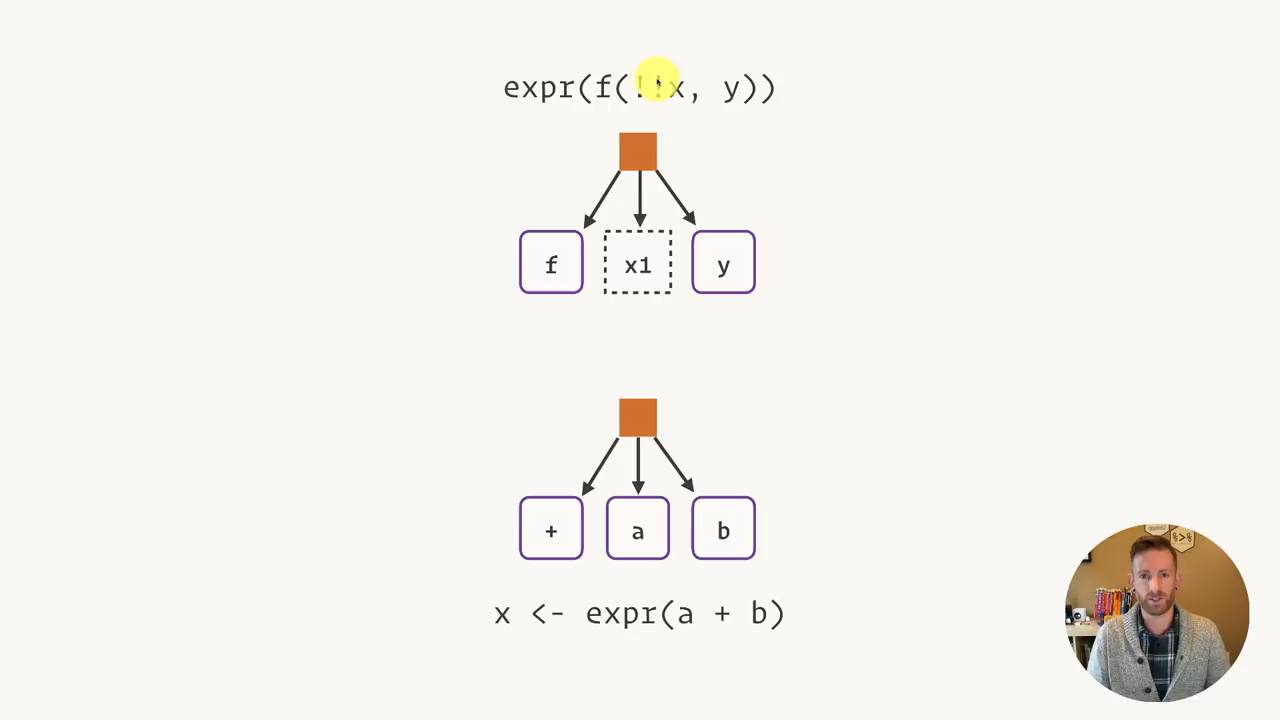 expr(f(!!x, y))
f x1 y
+ a b
x <- expr(a + b)